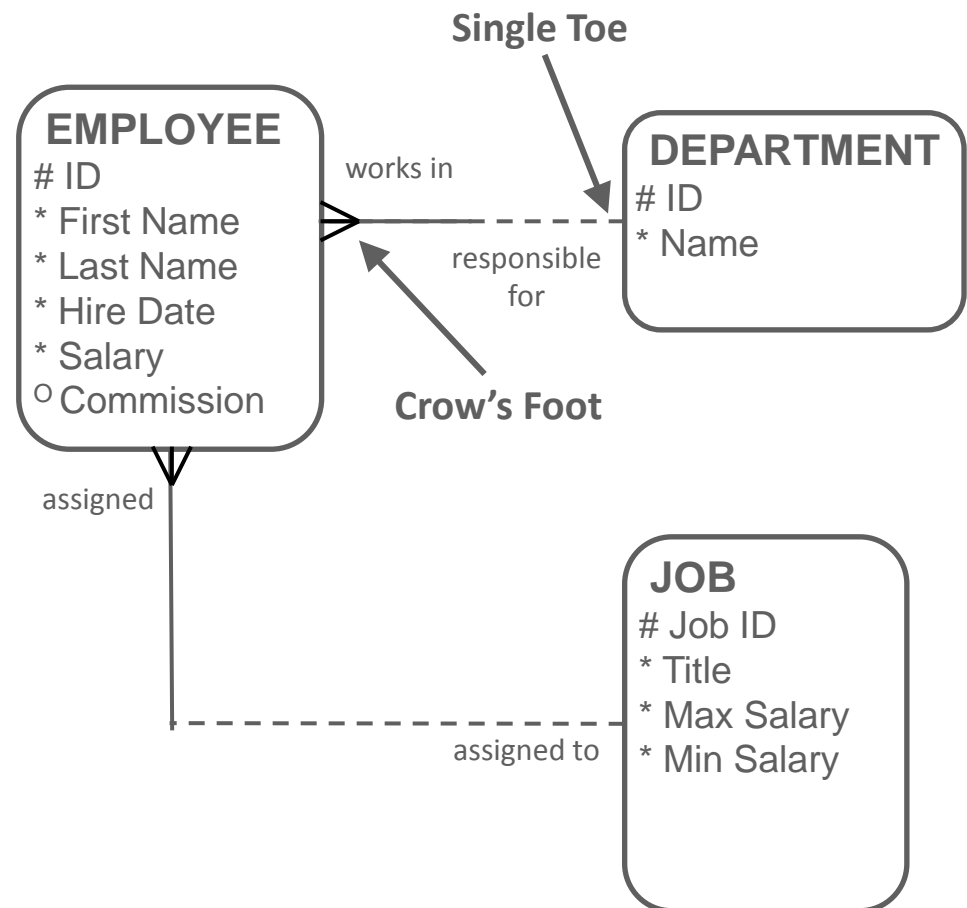 Single Toe
EMPLOYEE
# ID
* First Name
* Last Name
* Hire Date
* Salary
O Commission
works in
responsible
for
DEPARTMENT
# ID
* Name
Crow’s Foot
assigned
assigned to
JOB
# Job ID
* Title
* Max Salary
* Min Salary